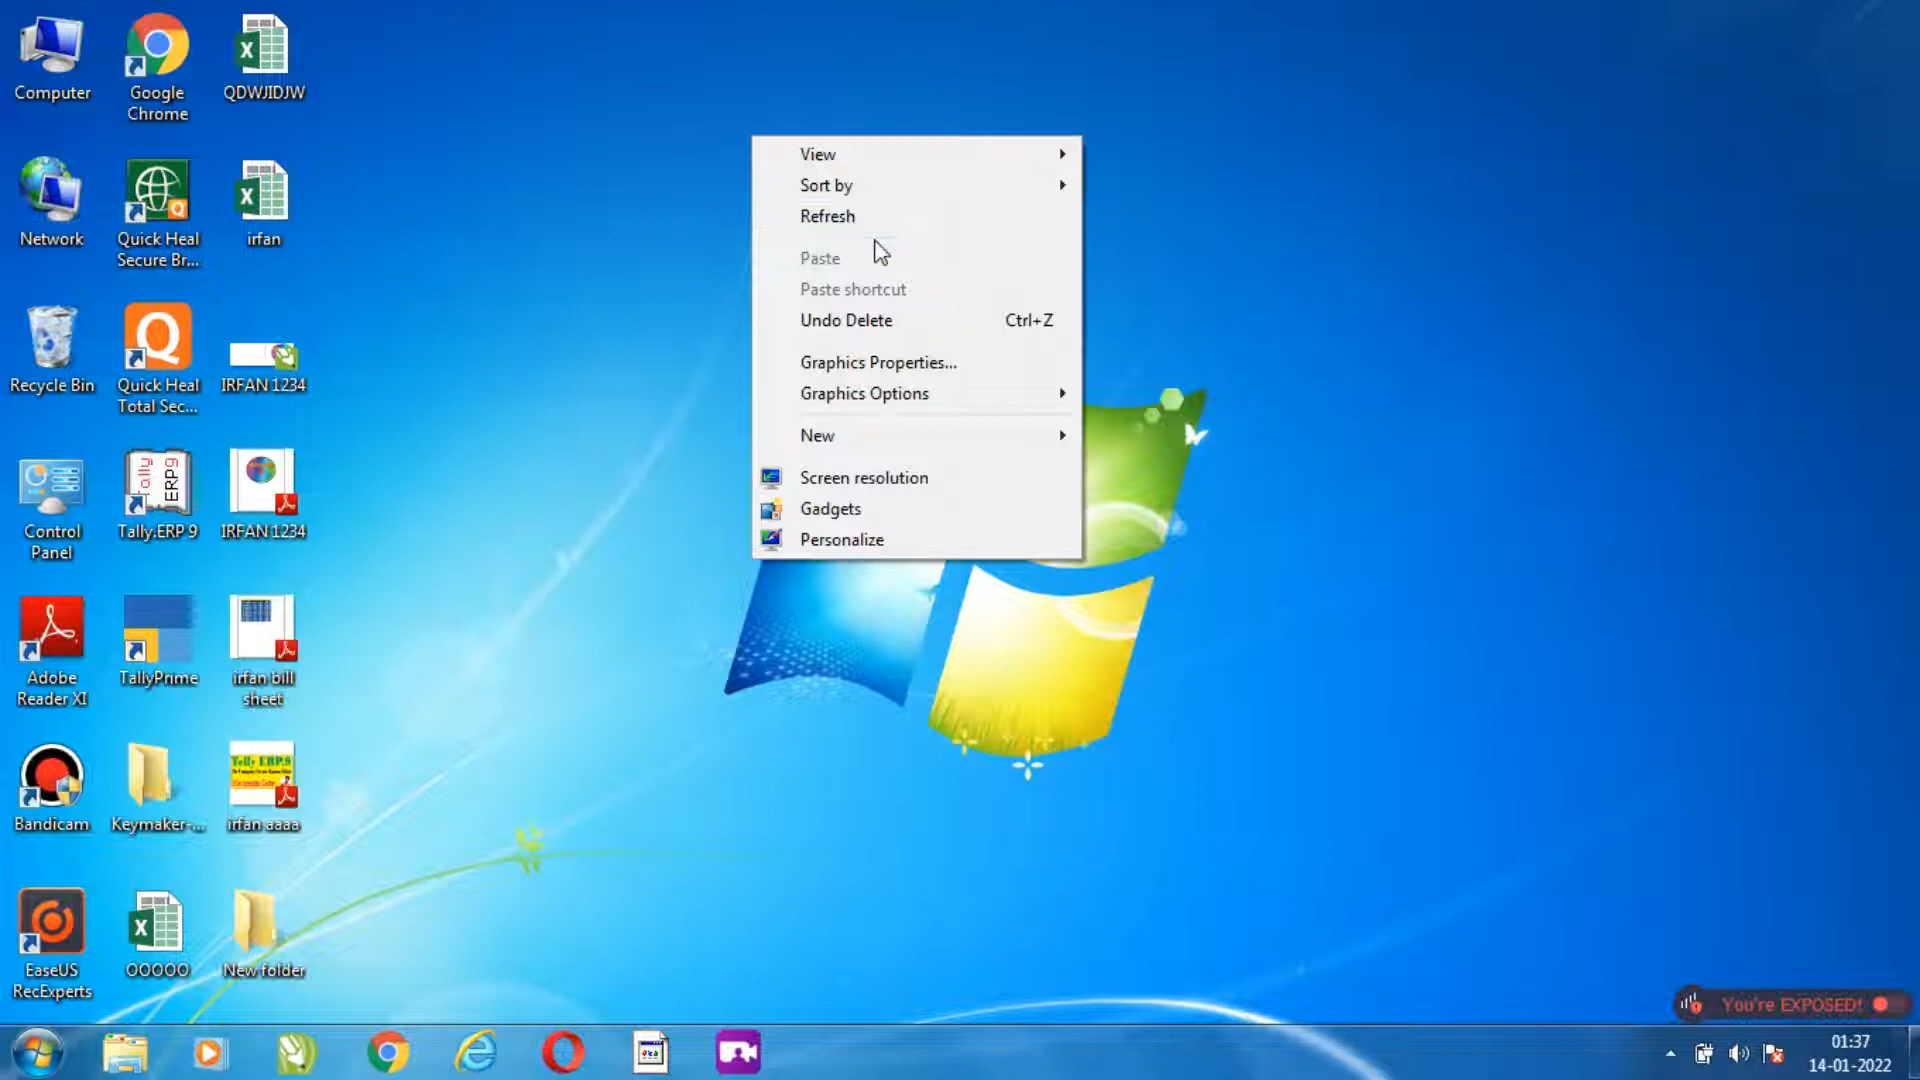 Computer
Google
Chrome
QDWJIDJW
Network
Quick Heal
Secure Br...
irfan
Recycle Bin
Quick Heal
Total Sec...
IRFAN 1234
Control
Panel
Tally.ERP 9
IRFAN 1234
Adobe
Reader XI
TallyPrime
irfan bill
sheet
Bandicam
Keymaker-...
irfan aaaa
EaseUS
RecExperts
OOOOO
New folder
View
Sort by
Refresh
Paste
Paste shortcut
Undo Delete Ctrl+Z
Graphics Properties...
Graphics Options
New
Screen resolution
Gadgets
Personalize
You're EXPOSED!
01:37
14-01-2022